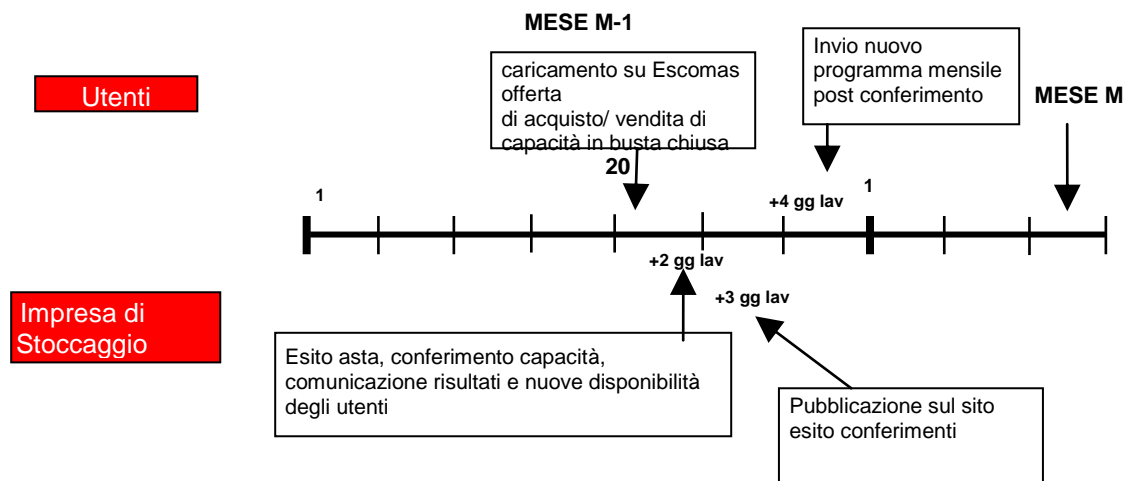 MESE M-1
Utenti
caricamento su Escomas
offerta
di acquisto/ vendita di
capacità in busta chiusa
Invio nuovo
programma mensile
post conferimento
MESE M
20
1
+4 gg lav
1
+2 gg lav
+3 gg lav
Impresa di
Stoccaggio
Esito asta, conferimento capacità,
comunicazione risultati e nuove disponibilità
degli utenti
Pubblicazione sul sito
esito conferimenti